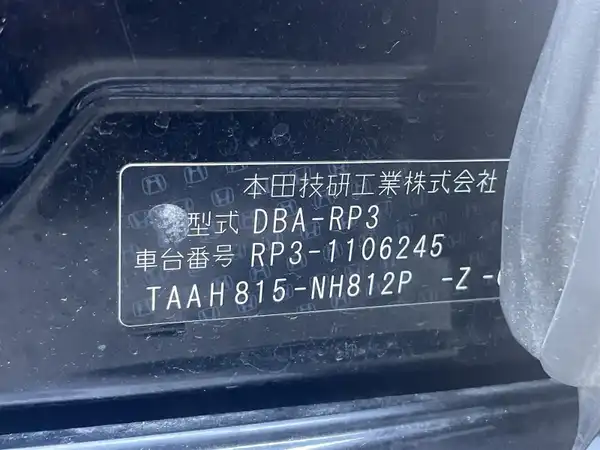 本田技研工業株式会社
型式 DBA-RP3
車台番号 RP3-1106245
TAAH815-NH812P -Z -